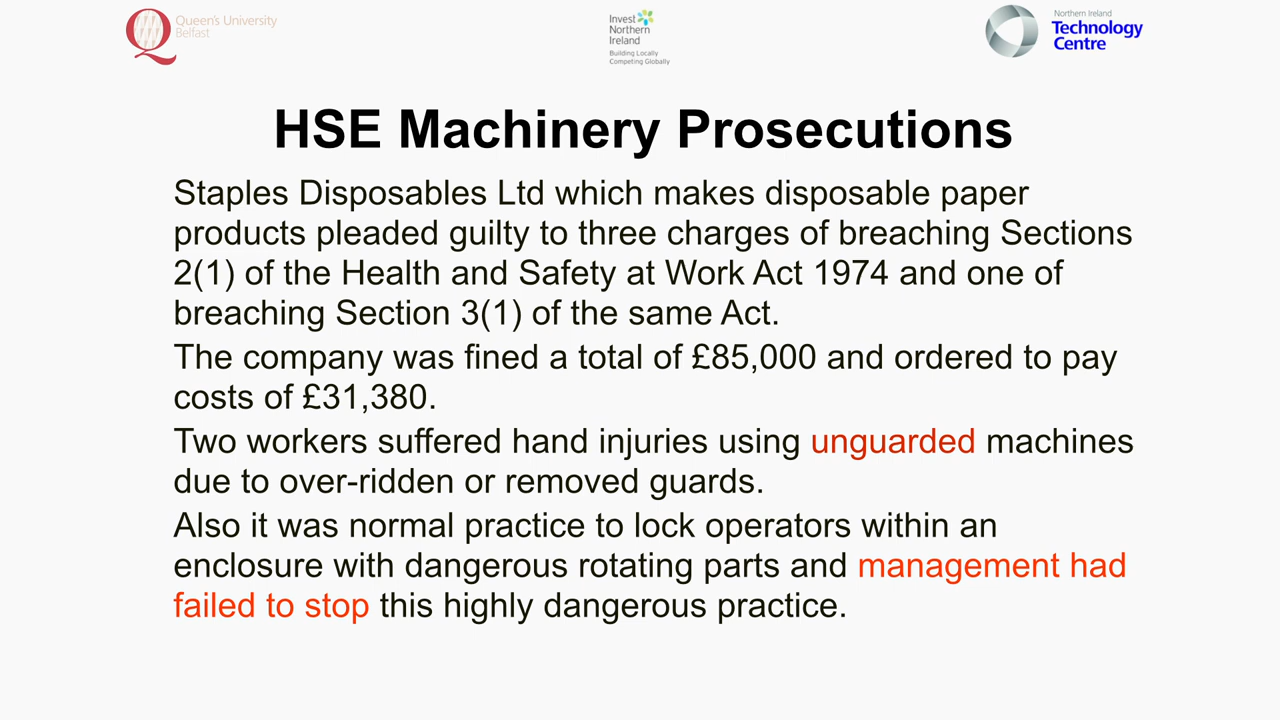 Queen's University
Belfast
Invest
Northern
Ireland
Building Locally
Competing Globally
Northern Ireland
Technology
Centre
HSE Machinery Prosecutions
Staples Disposables Ltd which makes disposable paper
products pleaded guilty to three charges of breaching Sections
2(1) of the Health and Safety at Work Act 1974 and one of
breaching Section 3(1) of the same Act.
The company was fined a total of £85,000 and ordered to pay
costs of £31,380.
Two workers suffered hand injuries using unguarded machines
due to over-ridden or removed guards.
Also it was normal practice to lock operators within an
enclosure with dangerous rotating parts and management had
failed to stop this highly dangerous practice.